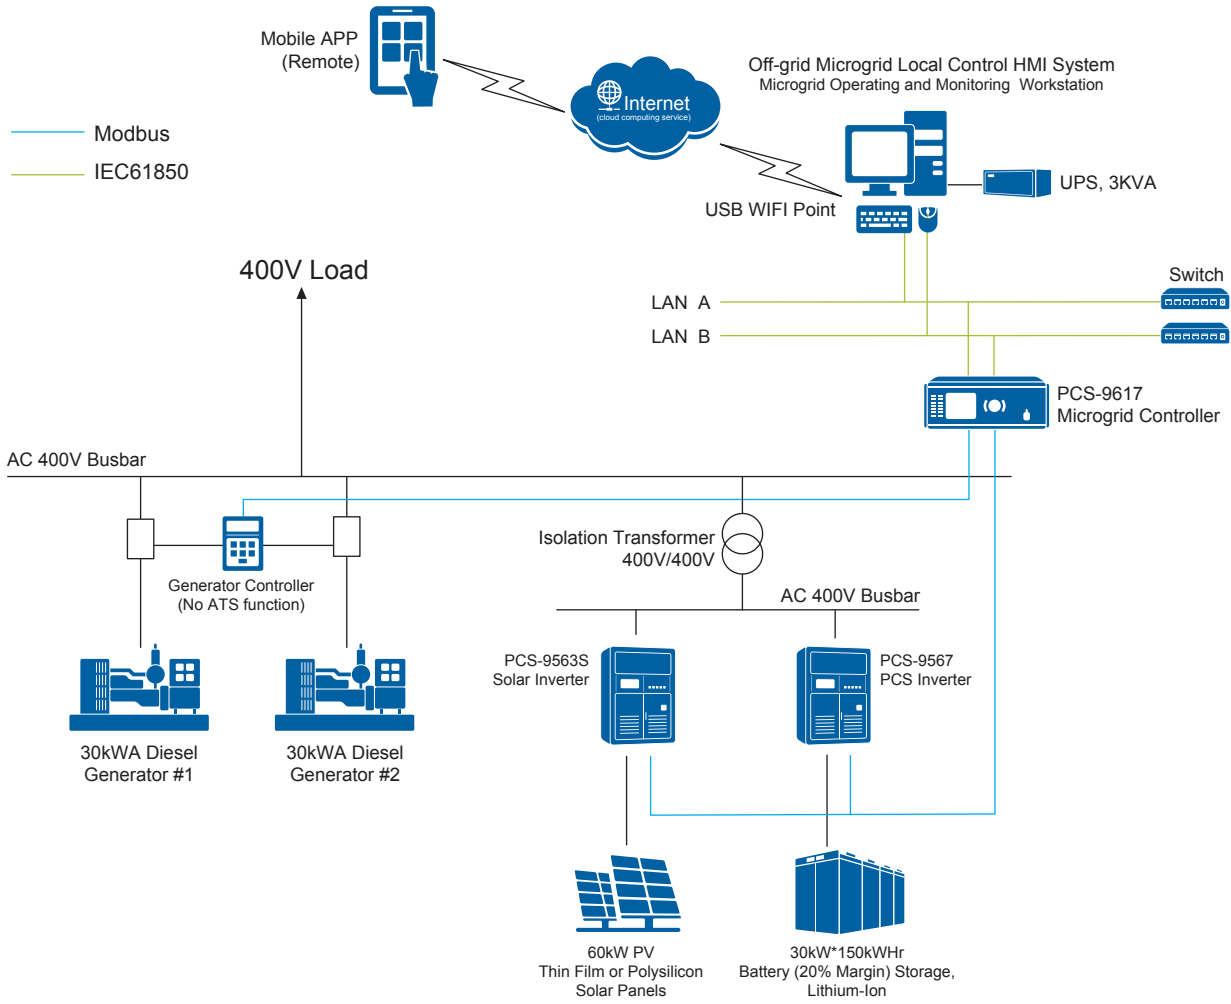 Mobile APP
(Remote)
Internet
(cloud computing service)
Off-grid Microgrid Local Control HMI System
Microgrid Operating and Monitoring Workstation
Modbus
IEC61850
UPS, 3KVA
USB WIFI Point
400V Load
Switch
LAN A
LAN B
PCS-9617
Microgrid Controller
AC 400V Busbar
Isolation Transformer
400V/400V
Generator Controller
(No ATS function)
AC 400V Busbar
PCS-9563S
Solar Inverter
PCS-9567
PCS Inverter
30kWA Diesel
Generator #1
30kWA Diesel
Generator #2
60kW PV
Thin Film or Polysilicon
Solar Panels
30kW*150kWHr
Battery (20% Margin) Storage,
Lithium-Ion